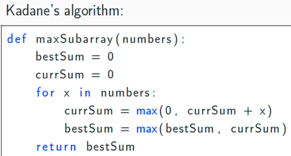 Kadane's algorithm:
def maxSubarray(numbers):
    bestSum = 0
    currSum = 0
    for x in numbers:
        currSum = max(0, currSum + x)
        bestSum = max(bestSum, currSum)
    return bestSum